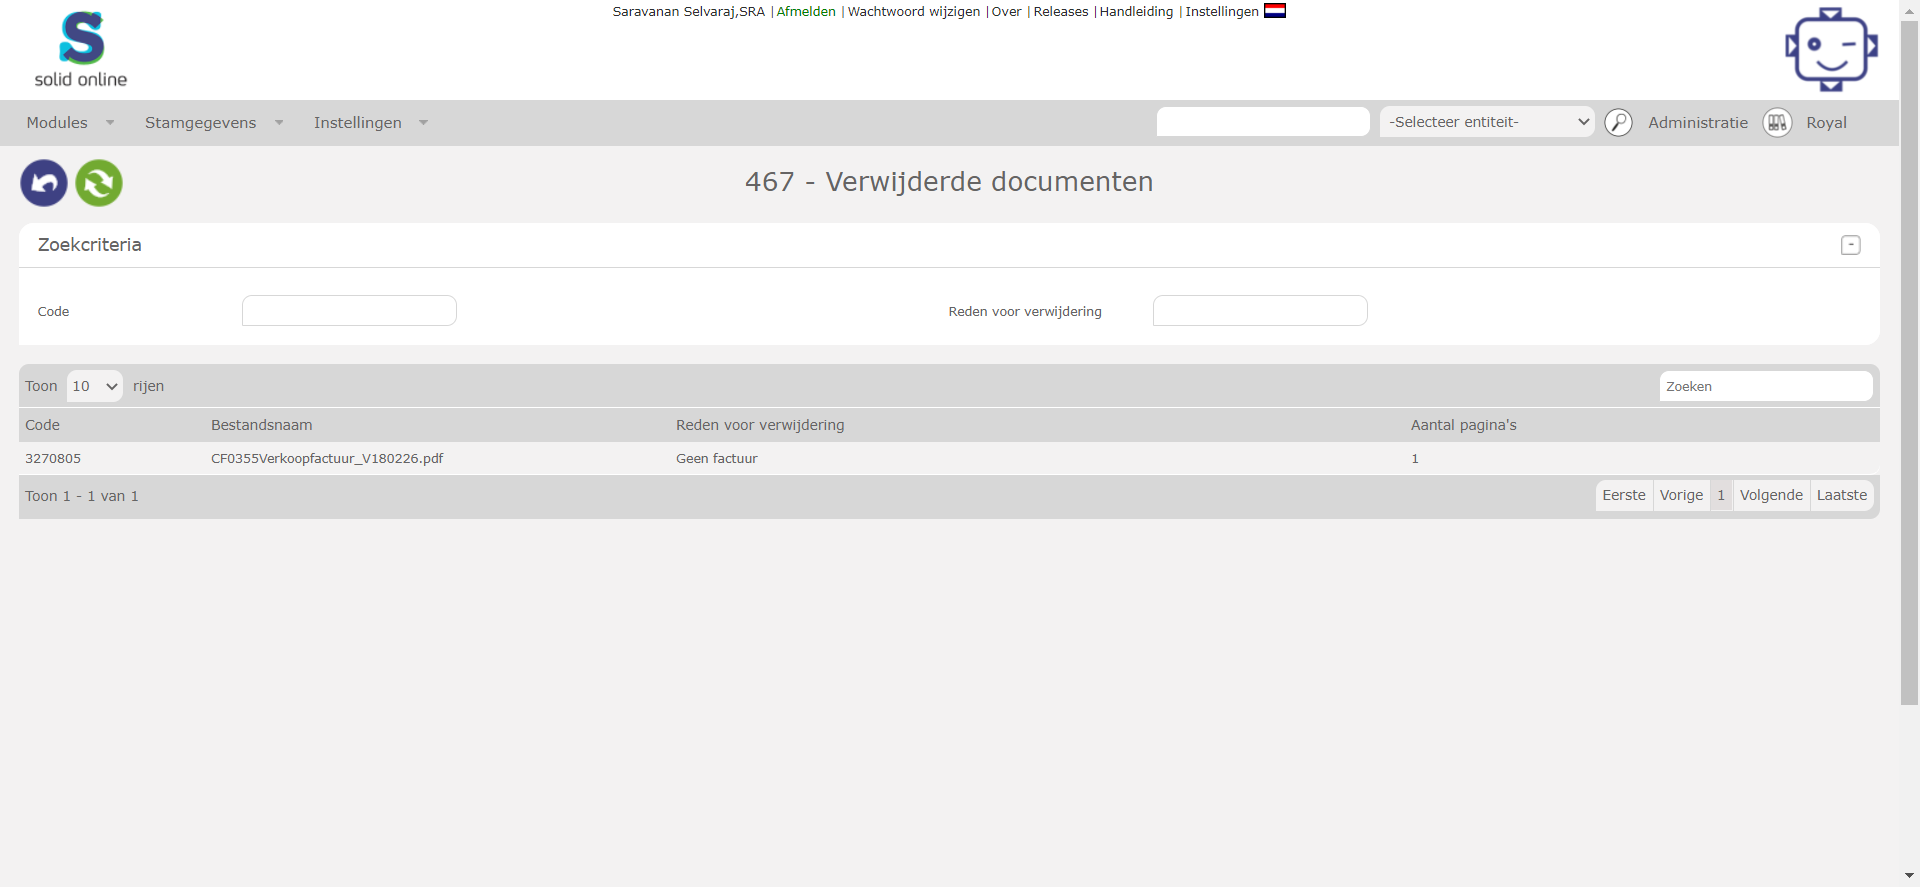 Saravanan Selvaraj,SRA |Afmelden |Wachtwoord wijzigen |Over |Releases |Handleiding |Instellingen
S
solid online
Modules Stamgegevens Instellingen -Selecteer entiteit- Administratie Royal
467 - Verwijderde documenten
Zoekcriteria -
Code Reden voor verwijdering
Toon 10 rijen Zoeken
Code Bestandsnaam Reden voor verwijdering Aantal pagina's
3270805 CF0355Verkoopfactuur_V180226.pdf Geen factuur 1
Toon 1 - 1 van 1 Eerste Vorige 1 Volgende Laatste